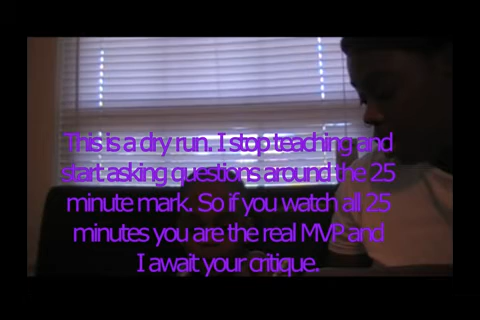 This is a dry run. I stop teaching and
start asking questions around the 25
minute mark. So if you watch all 25
minutes you are the real MVP and
I await your critique.